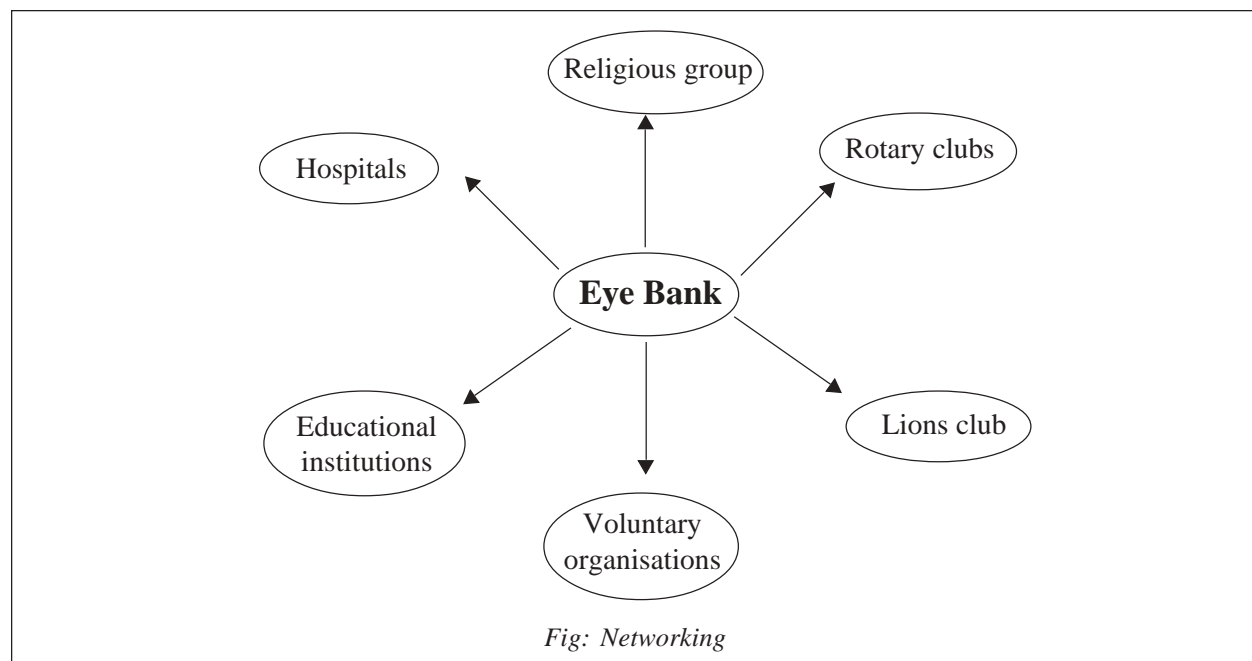 Religious group
Hospitals
Rotary clubs
Eye Bank
Educational
institutions
Lions club
Voluntary
organisations
Fig: Networking